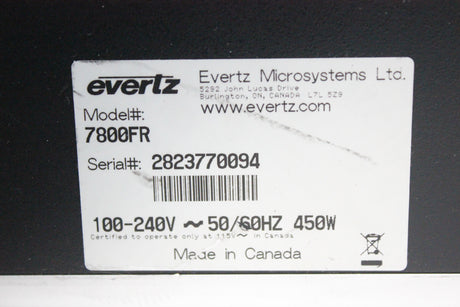 evertz
Evertz Microsystems Ltd.
5292 John Lucas Drive
Burlington, ON, CANADA L7L 5Z9
www.evertz.com
Model#:
7800FR
Serial#: 2823770094
100-240V ~ 50/60HZ 450W
Certified to operate only at 115V~ in Canada
Made in Canada